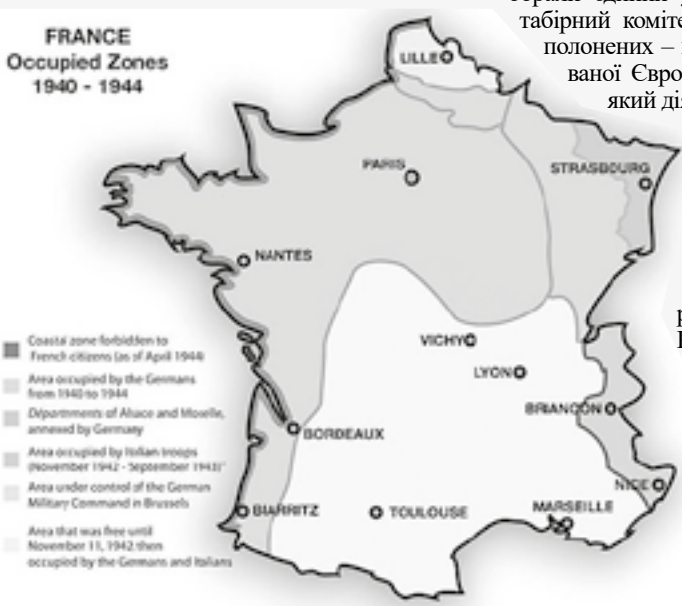 табірний коміте
полонених –
ваної Євро
який ді
FRANCE
Occupied Zones
1940 - 1944
LILLE
PARIS
STRASBOURG
NANTES
VICHY
LYON
BRIANCON
BORDEAUX
NICE
MARSEILLE
BIARRITZ
TOULOUSE
Coastal zone forbidden to
French citizens (as of April 1944)
Area occupied by the Germans
from 1940 to 1944
Départments of Alsace and Moselle,
annexed by Germany
Area occupied by Italian troops
(November 1942 - September 1943)
Area under control of the German
Military Command in Brussels
Area that was free until
November 11, 1942 then
occupied by the Germans and Italians